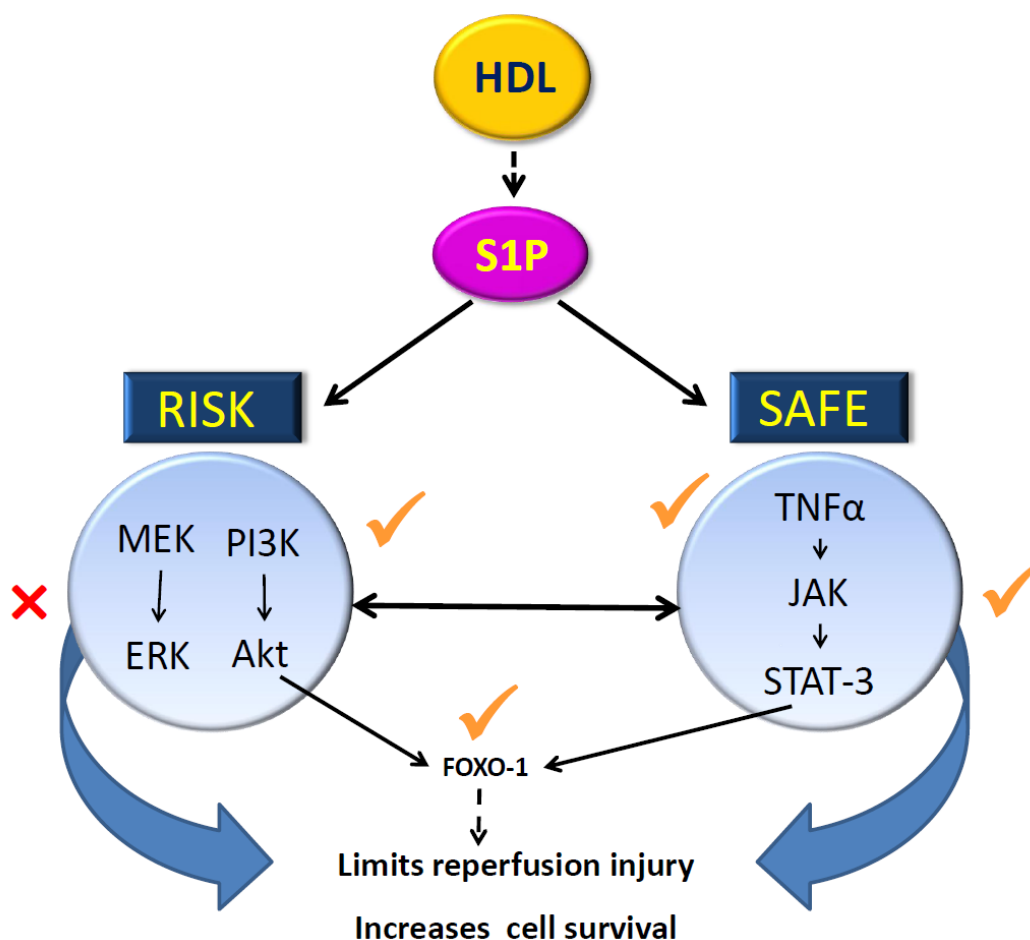 HDL
S1P
RISK
SAFE
MEK
PI3K
ERK
Akt
TNFα
JAK
STAT-3
FOXO-1
Limits reperfusion injury
Increases cell survival